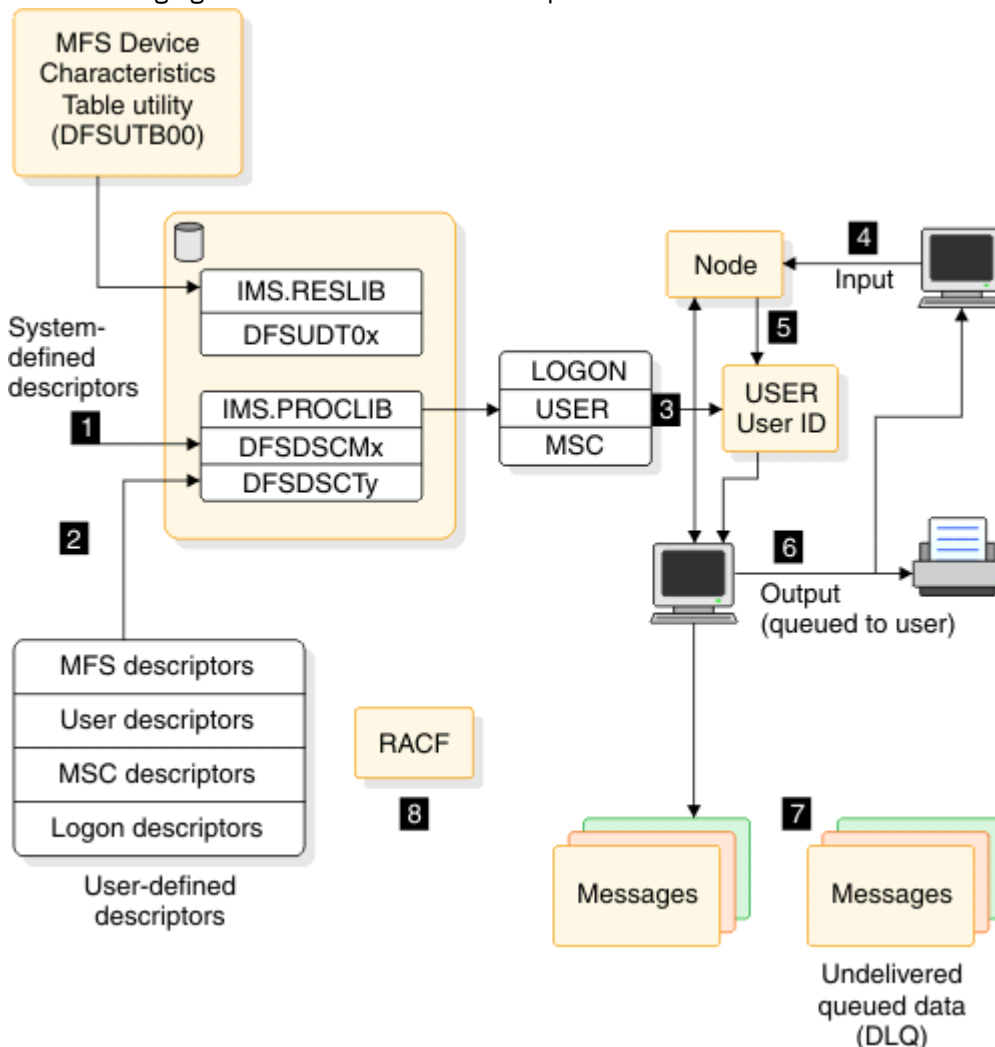 MFS Device
Characteristics
Table utility
(DFSUTB00)
IMS.RESLIB
DFSUDT0x
System-
defined
descriptors
1
IMS.PROCLIB
DFSDSCMx
DFSDSCTy
2
LOGON
USER
MSC
3
Node
4
Input
5
USER
User ID
6
Output
(queued to user)
MFS descriptors
User descriptors
MSC descriptors
Logon descriptors
User-defined
descriptors
RACF
8
Messages
7
Messages
Undelivered
queued data
(DLQ)